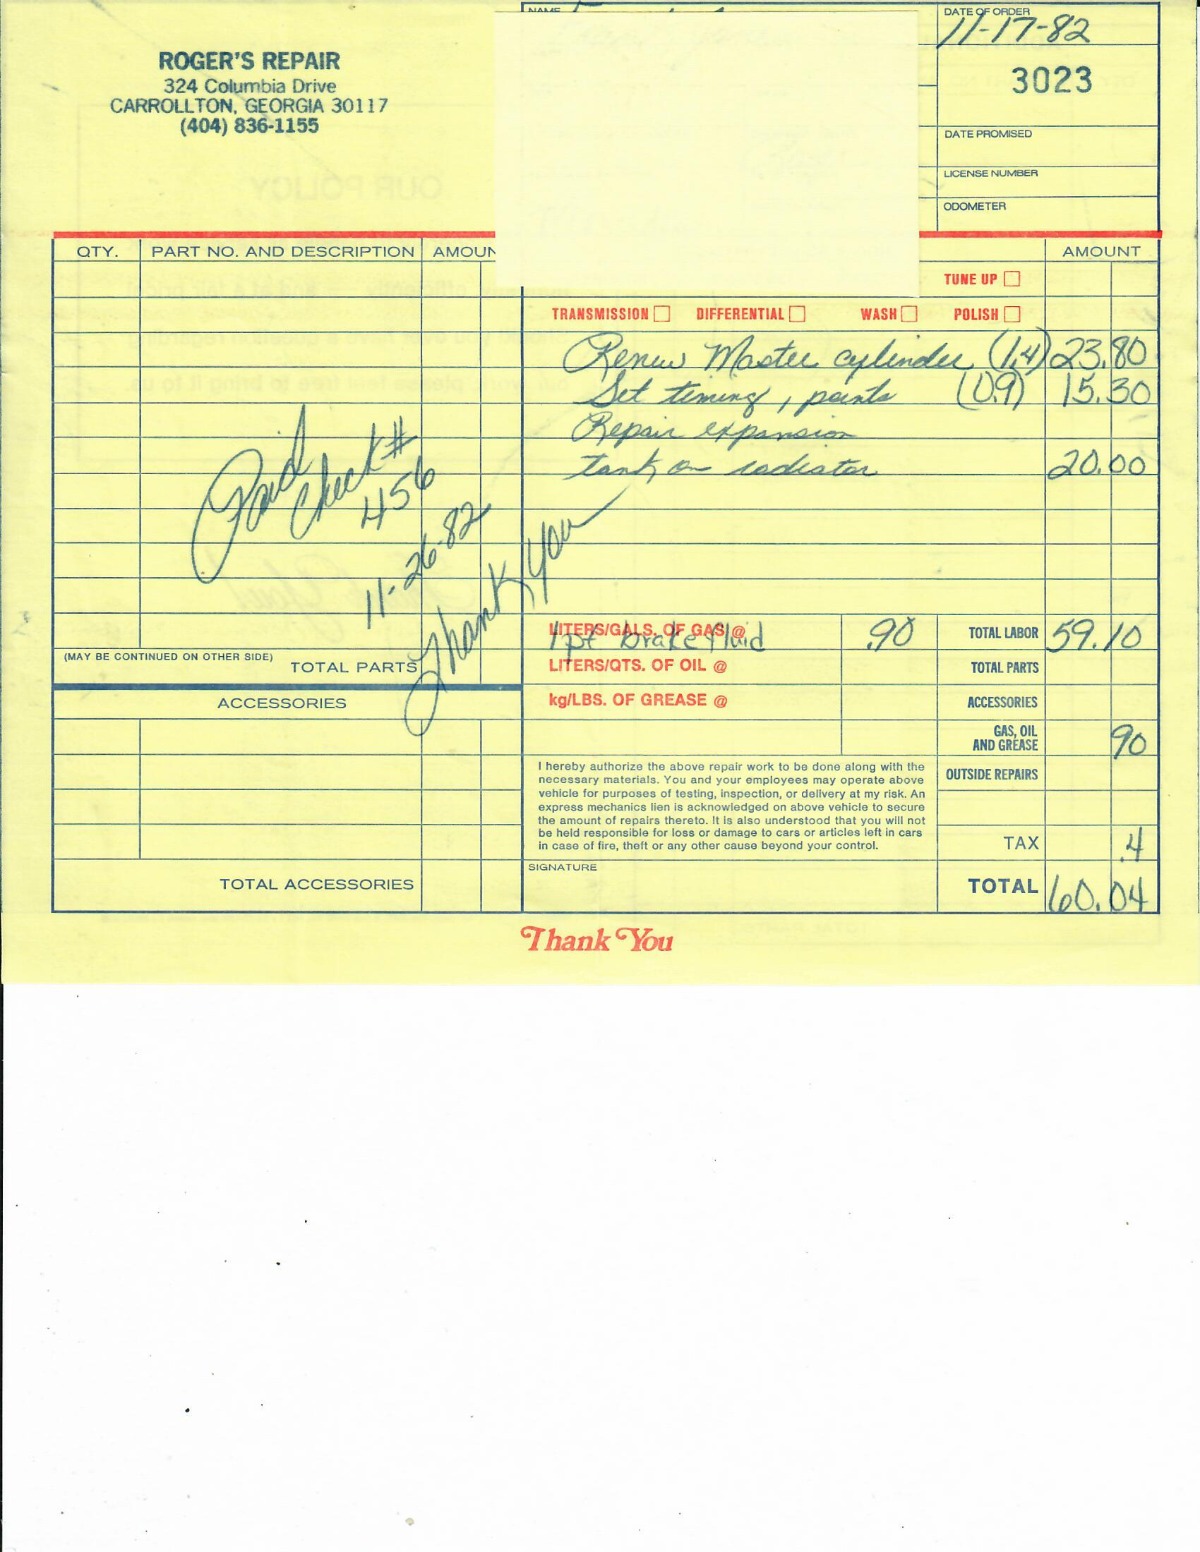 ROGER'S REPAIR
324 Columbia Drive
CARROLLTON, GEORGIA 30117
(404) 836-1155
NAME
DATE OF ORDER
11-17-82
3023
DATE PROMISED
LICENSE NUMBER
ODOMETER
OUR POLICY
QTY. PART NO. AND DESCRIPTION AMOUN
AMOUNT
TUNE UP
TRANSMISSION DIFFERENTIAL WASH POLISH
Renew Master cylinder (1.4) 23.80
Set timing, points (0.9) 15.30
Repair expansion
tank on radiator 20.00
Paid
Check #
456
11-26-82
Thank You
LITERS/GALS. OF GAS @
1 pt brake fluid .90
TOTAL LABOR 59.10
(MAY BE CONTINUED ON OTHER SIDE) TOTAL PARTS
LITERS/QTS. OF OIL @
TOTAL PARTS
ACCESSORIES
kg/LBS. OF GREASE @
ACCESSORIES
GAS, OIL
AND GREASE 90
I hereby authorize the above repair work to be done along with the
necessary materials. You and your employees may operate above
vehicle for purposes of testing, inspection, or delivery at my risk. An
express mechanics lien is acknowledged on above vehicle to secure
the amount of repairs thereto. It is also understood that you will not
be held responsible for loss or damage to cars or articles left in cars
in case of fire, theft or any other cause beyond your control.
OUTSIDE REPAIRS
TAX .4
SIGNATURE
TOTAL ACCESSORIES
TOTAL 60.04
Thank You